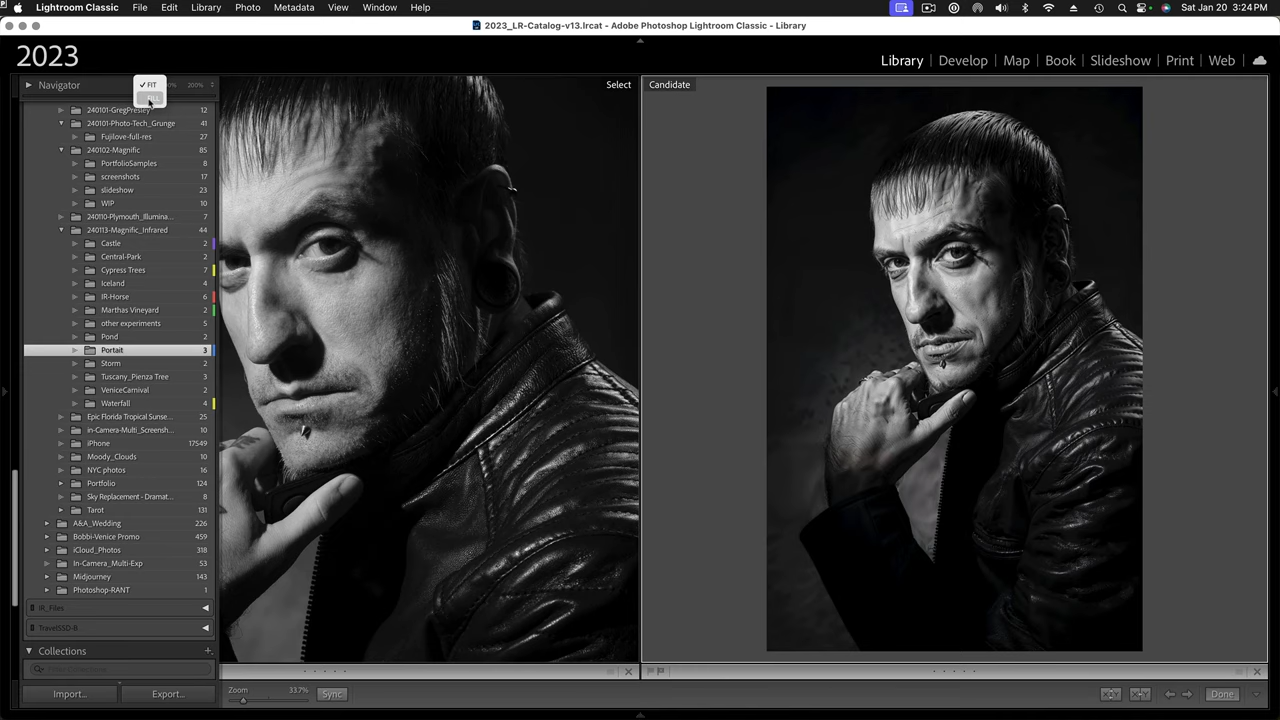 Lightroom Classic File Edit Library Photo Metadata View Window Help Sat Jan 20 3:24 PM
2023_LR-Catalog-v13.lrcat - Adobe Photoshop Lightroom Classic - Library
2023
Library | Develop | Map | Book | Slideshow | Print | Web
Navigator FIT 200%
FILL
Select
Candidate
240101-GregPresley 12
240101-Photo-Tech_Grunge 41
Fujilove-full-res 27
240102-Magnific 85
PortfolioSamples 8
screenshots 17
slideshow 23
WIP 10
240110-Plymouth_Illumina... 7
240113-Magnific_Infrared 44
Castle 2
Central-Park 2
Cypress Trees 7
Iceland 4
IR-Horse 6
Marthas Vineyard 2
other experiments 5
Pond 2
Portait 3
Storm 2
Tuscany_Pienza Tree 3
VeniceCarnival 2
Waterfall 4
Epic Florida Tropical Sunse... 25
in-Camera-Multi_Screensh... 10
iPhone 17549
Moody_Clouds 10
NYC photos 16
Portfolio 124
Sky Replacement - Dramat... 8
Tarot 131
A&A_Wedding 226
Bobbi-Venice Promo 459
iCloud_Photos 318
In-Camera_Multi-Exp 53
Midjourney 143
Photoshop-RANT 1
IR_Files
TravelSSD-B
Collections
Import... Export... Zoom 33.7% Sync Done